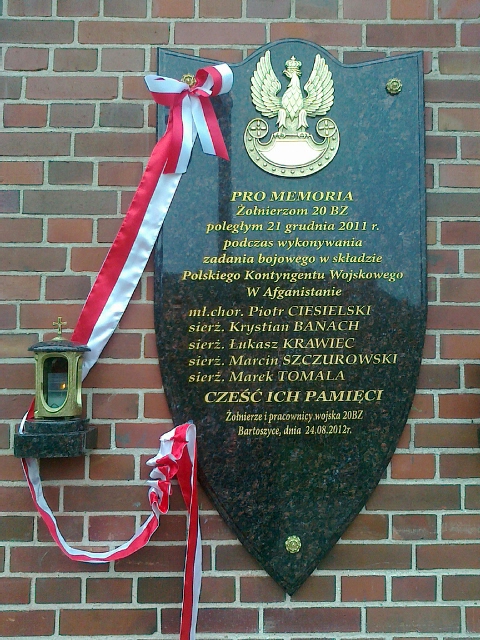 PRO MEMORIA
Żołnierzom 20 BZ
poległym 21 grudnia 2011 r.
podczas wykonywania
zadania bojowego w składzie
Polskiego Kontyngentu Wojskowego
W Afganistanie
mł.chor. Piotr CIESIELSKI
sierż. Krystian BANACH
sierż. Łukasz KRAWIEC
sierż. Marcin SZCZUROWSKI
sierż. Marek TOMALA
CZEŚĆ ICH PAMIĘCI
Żołnierze i pracownicy wojska 20BZ
Bartoszyce, dnia 24.08.2012r.